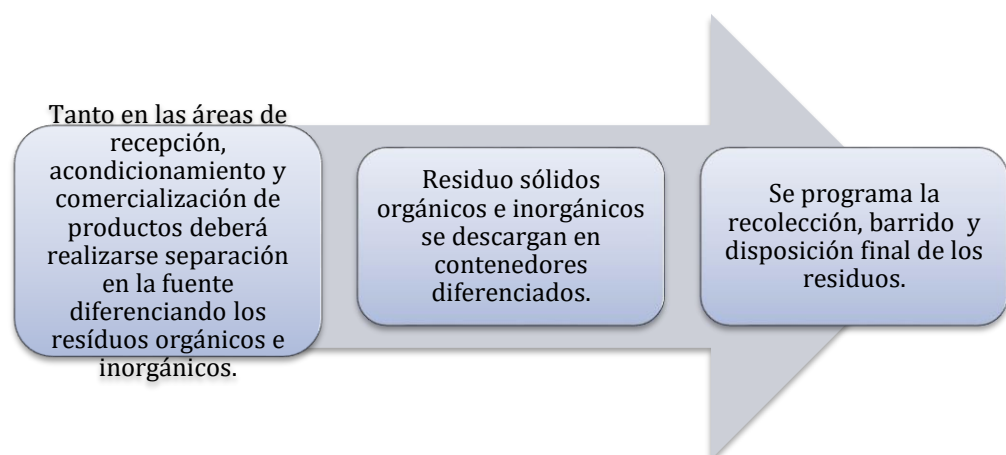 Tanto en las áreas de
recepción,
acondicionamiento y
comercialización de
productos deberá
realizarse separación
en la fuente
diferenciando los
resíduos orgánicos e
inorgánicos.
Residuo sólidos
orgánicos e inorgánicos
se descargan en
contenedores
diferenciados.
Se programa la
recolección, barrido  y
disposición final de los
residuos.